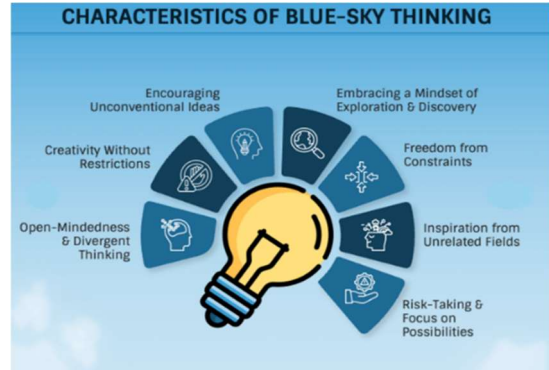 CHARACTERISTICS OF BLUE-SKY THINKING
Encouraging
Unconventional Ideas
Embracing a Mindset of
Exploration & Discovery
Creativity Without
Restrictions
Freedom from
Constraints
Open-Mindedness
& Divergent
Thinking
Inspiration from
Unrelated Fields
Risk-Taking &
Focus on
Possibilities